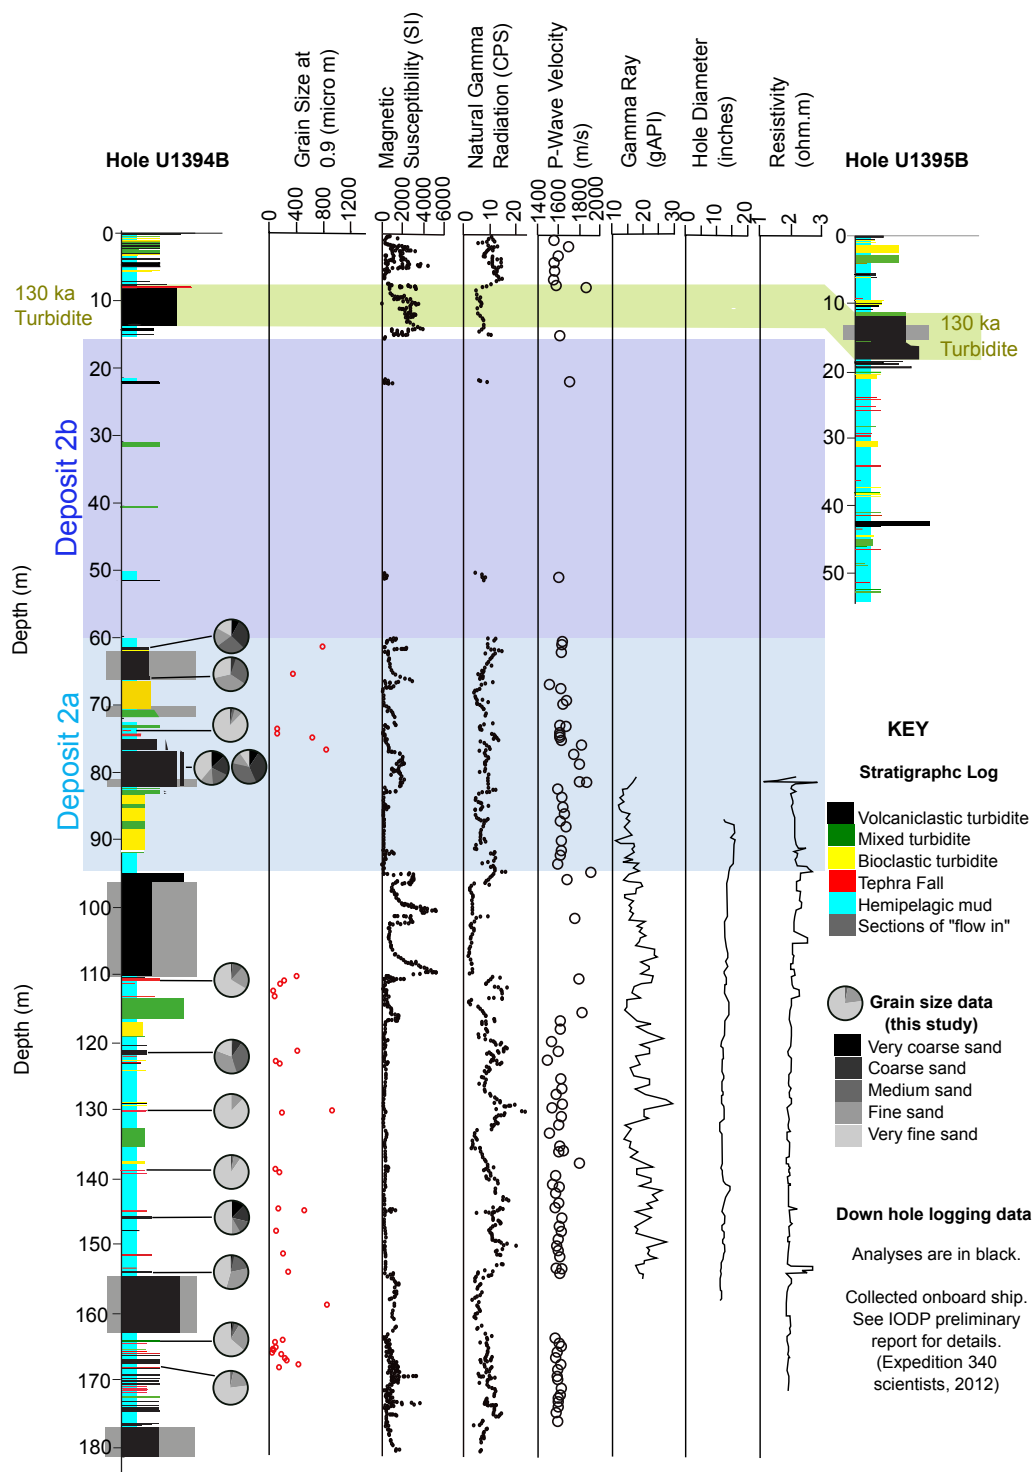 Grain Size at
0.9 (micro m)
Magnetic
Susceptibility (SI)
Natural Gamma
Radiation (CPS)
P-Wave Velocity
(m/s)
Gamma Ray
(gAPI)
Hole Diameter
(inches)
Resistivity
(ohm.m)
Hole U1394B
Hole U1395B
0 400 800 1200
0 2000 4000 6000
0 10 20
1400 1600 1800 2000
10 20 30
0 10 20
1 2 3
0
10
20
30
40
50
60
70
80
90
100
110
120
130
140
150
160
170
180
Depth (m)
Depth (m)
130 ka
Turbidite
Deposit 2b
Deposit 2a
0
10
20
30
40
50
130 ka
Turbidite
KEY
Stratigraphc Log
Volcaniclastic turbidite
Mixed turbidite
Bioclastic turbidite
Tephra Fall
Hemipelagic mud
Sections of "flow in"
Grain size data
(this study)
Very coarse sand
Coarse sand
Medium sand
Fine sand
Very fine sand
Down hole logging data
Analyses are in black.
Collected onboard ship.
See IODP preliminary
report for details.
(Expedition 340
scientists, 2012)